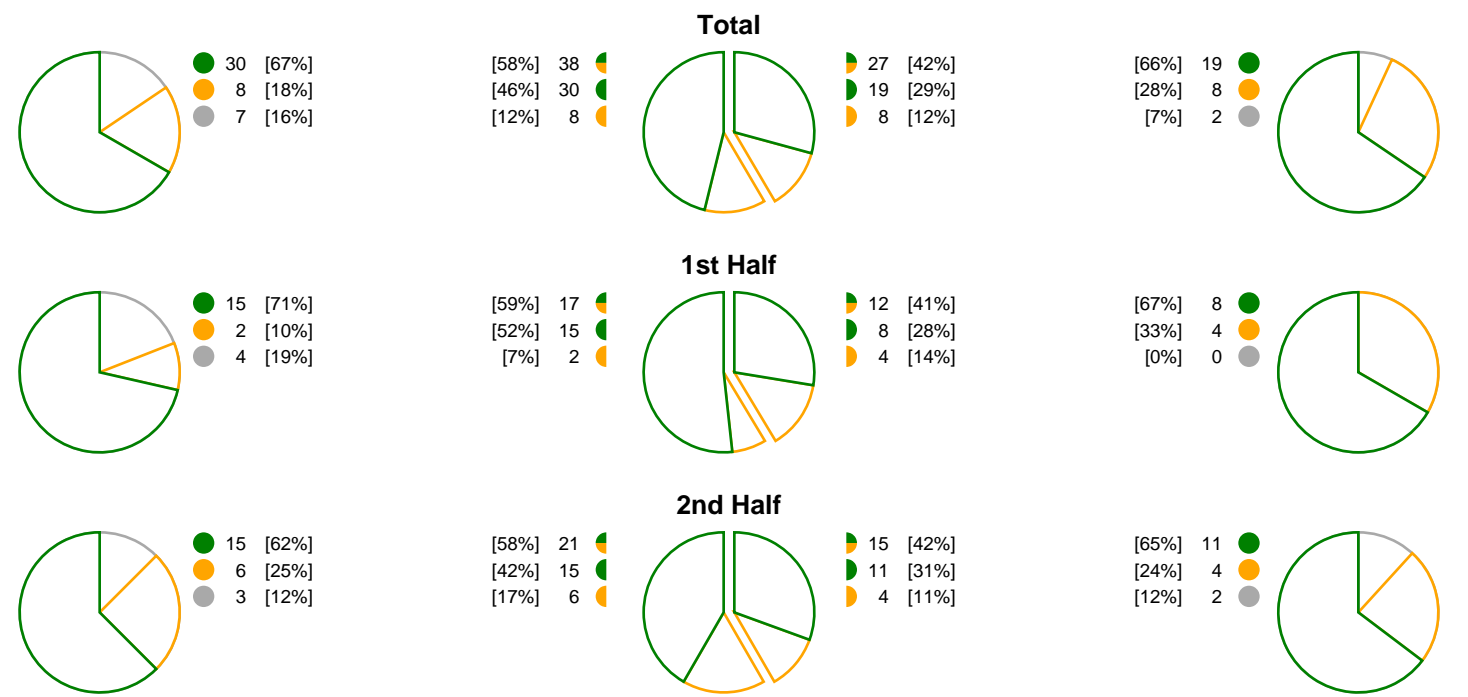 Total
30 [67%] [58%] 38 27 [42%] [66%] 19
8 [18%] [46%] 30 19 [29%] [28%] 8
7 [16%] [12%] 8 8 [12%] [7%] 2
1st Half
15 [71%] [59%] 17 12 [41%] [67%] 8
2 [10%] [52%] 15 8 [28%] [33%] 4
4 [19%] [7%] 2 4 [14%] [0%] 0
2nd Half
15 [62%] [58%] 21 15 [42%] [65%] 11
6 [25%] [42%] 15 11 [31%] [24%] 4
3 [12%] [17%] 6 4 [11%] [12%] 2